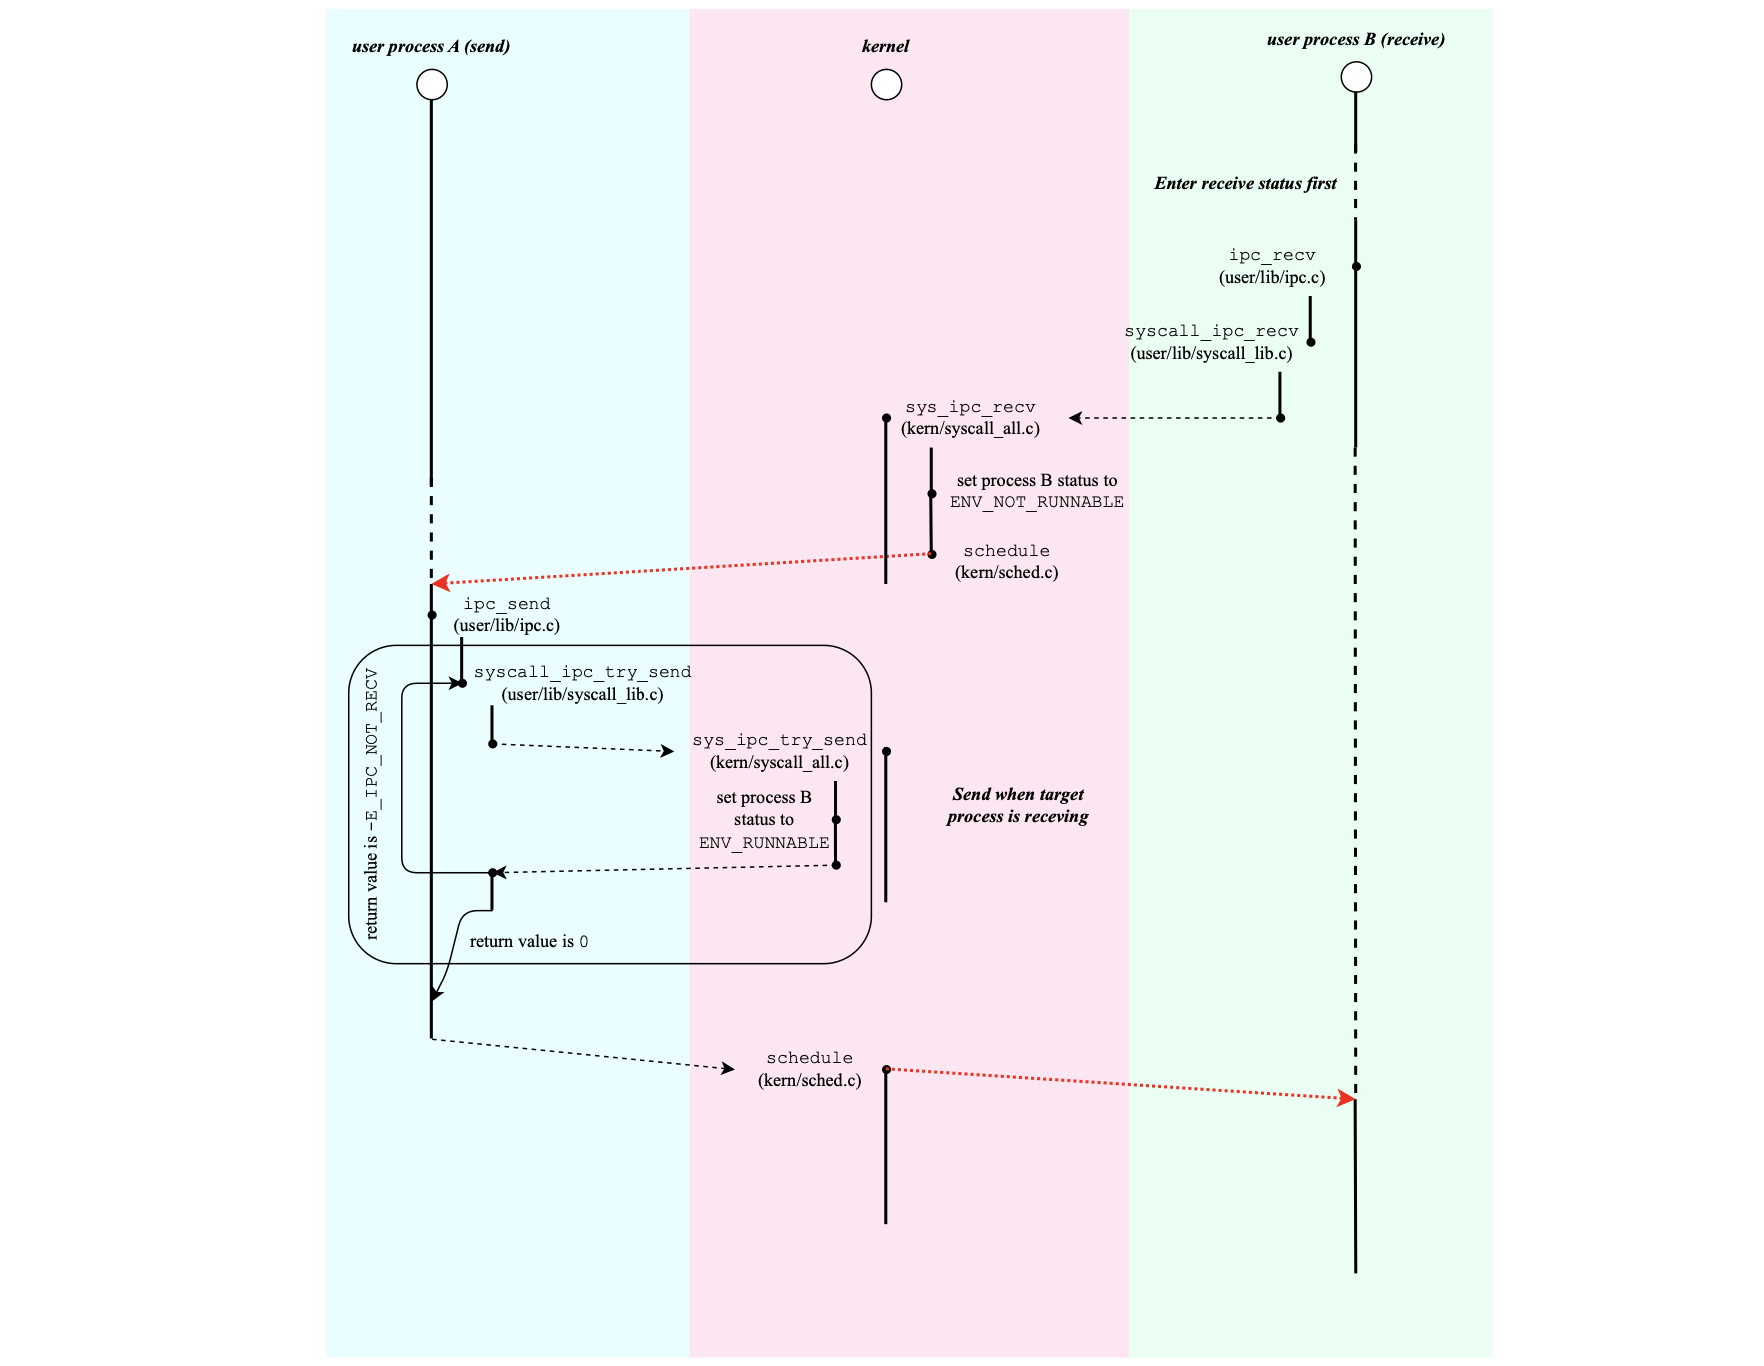 user process A (send)
kernel
user process B (receive)
Enter receive status first
ipc_recv
(user/lib/ipc.c)
syscall_ipc_recv
(user/lib/syscall_lib.c)
sys_ipc_recv
(kern/syscall_all.c)
set process B status to
ENV_NOT_RUNNABLE
schedule
(kern/sched.c)
ipc_send
(user/lib/ipc.c)
syscall_ipc_try_send
(user/lib/syscall_lib.c)
return value is -E_IPC_NOT_RECV
sys_ipc_try_send
(kern/syscall_all.c)
set process B
status to
ENV_RUNNABLE
Send when target
process is receving
return value is 0
schedule
(kern/sched.c)